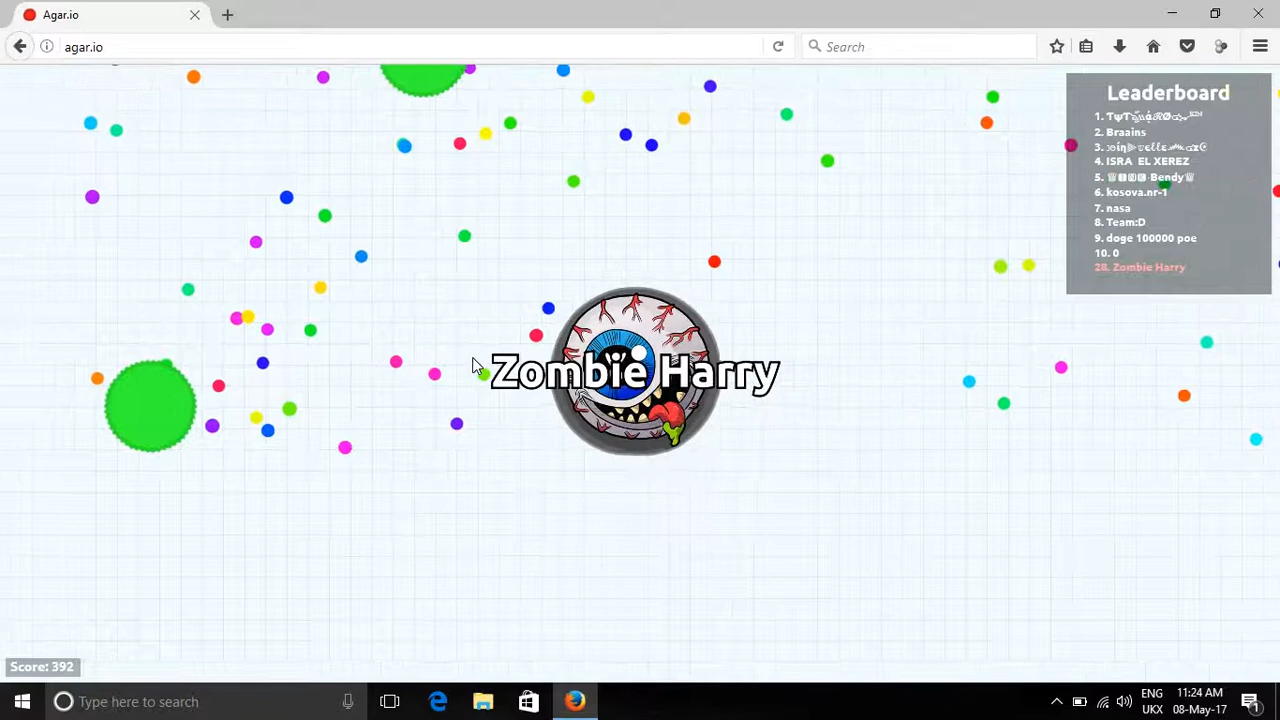 Agar.io
agar.io
Search
Leaderboard
2. Braains
4. ISRA EL XEREZ
Bendy
6. kosova.nr-1
7. nasa
8. Team:D
9. doge 100000 poe
10. 0
28. Zombie Harry
Zombie Harry
Score: 392
Type here to search
ENG
UKX
11:24 AM
08-May-17
1